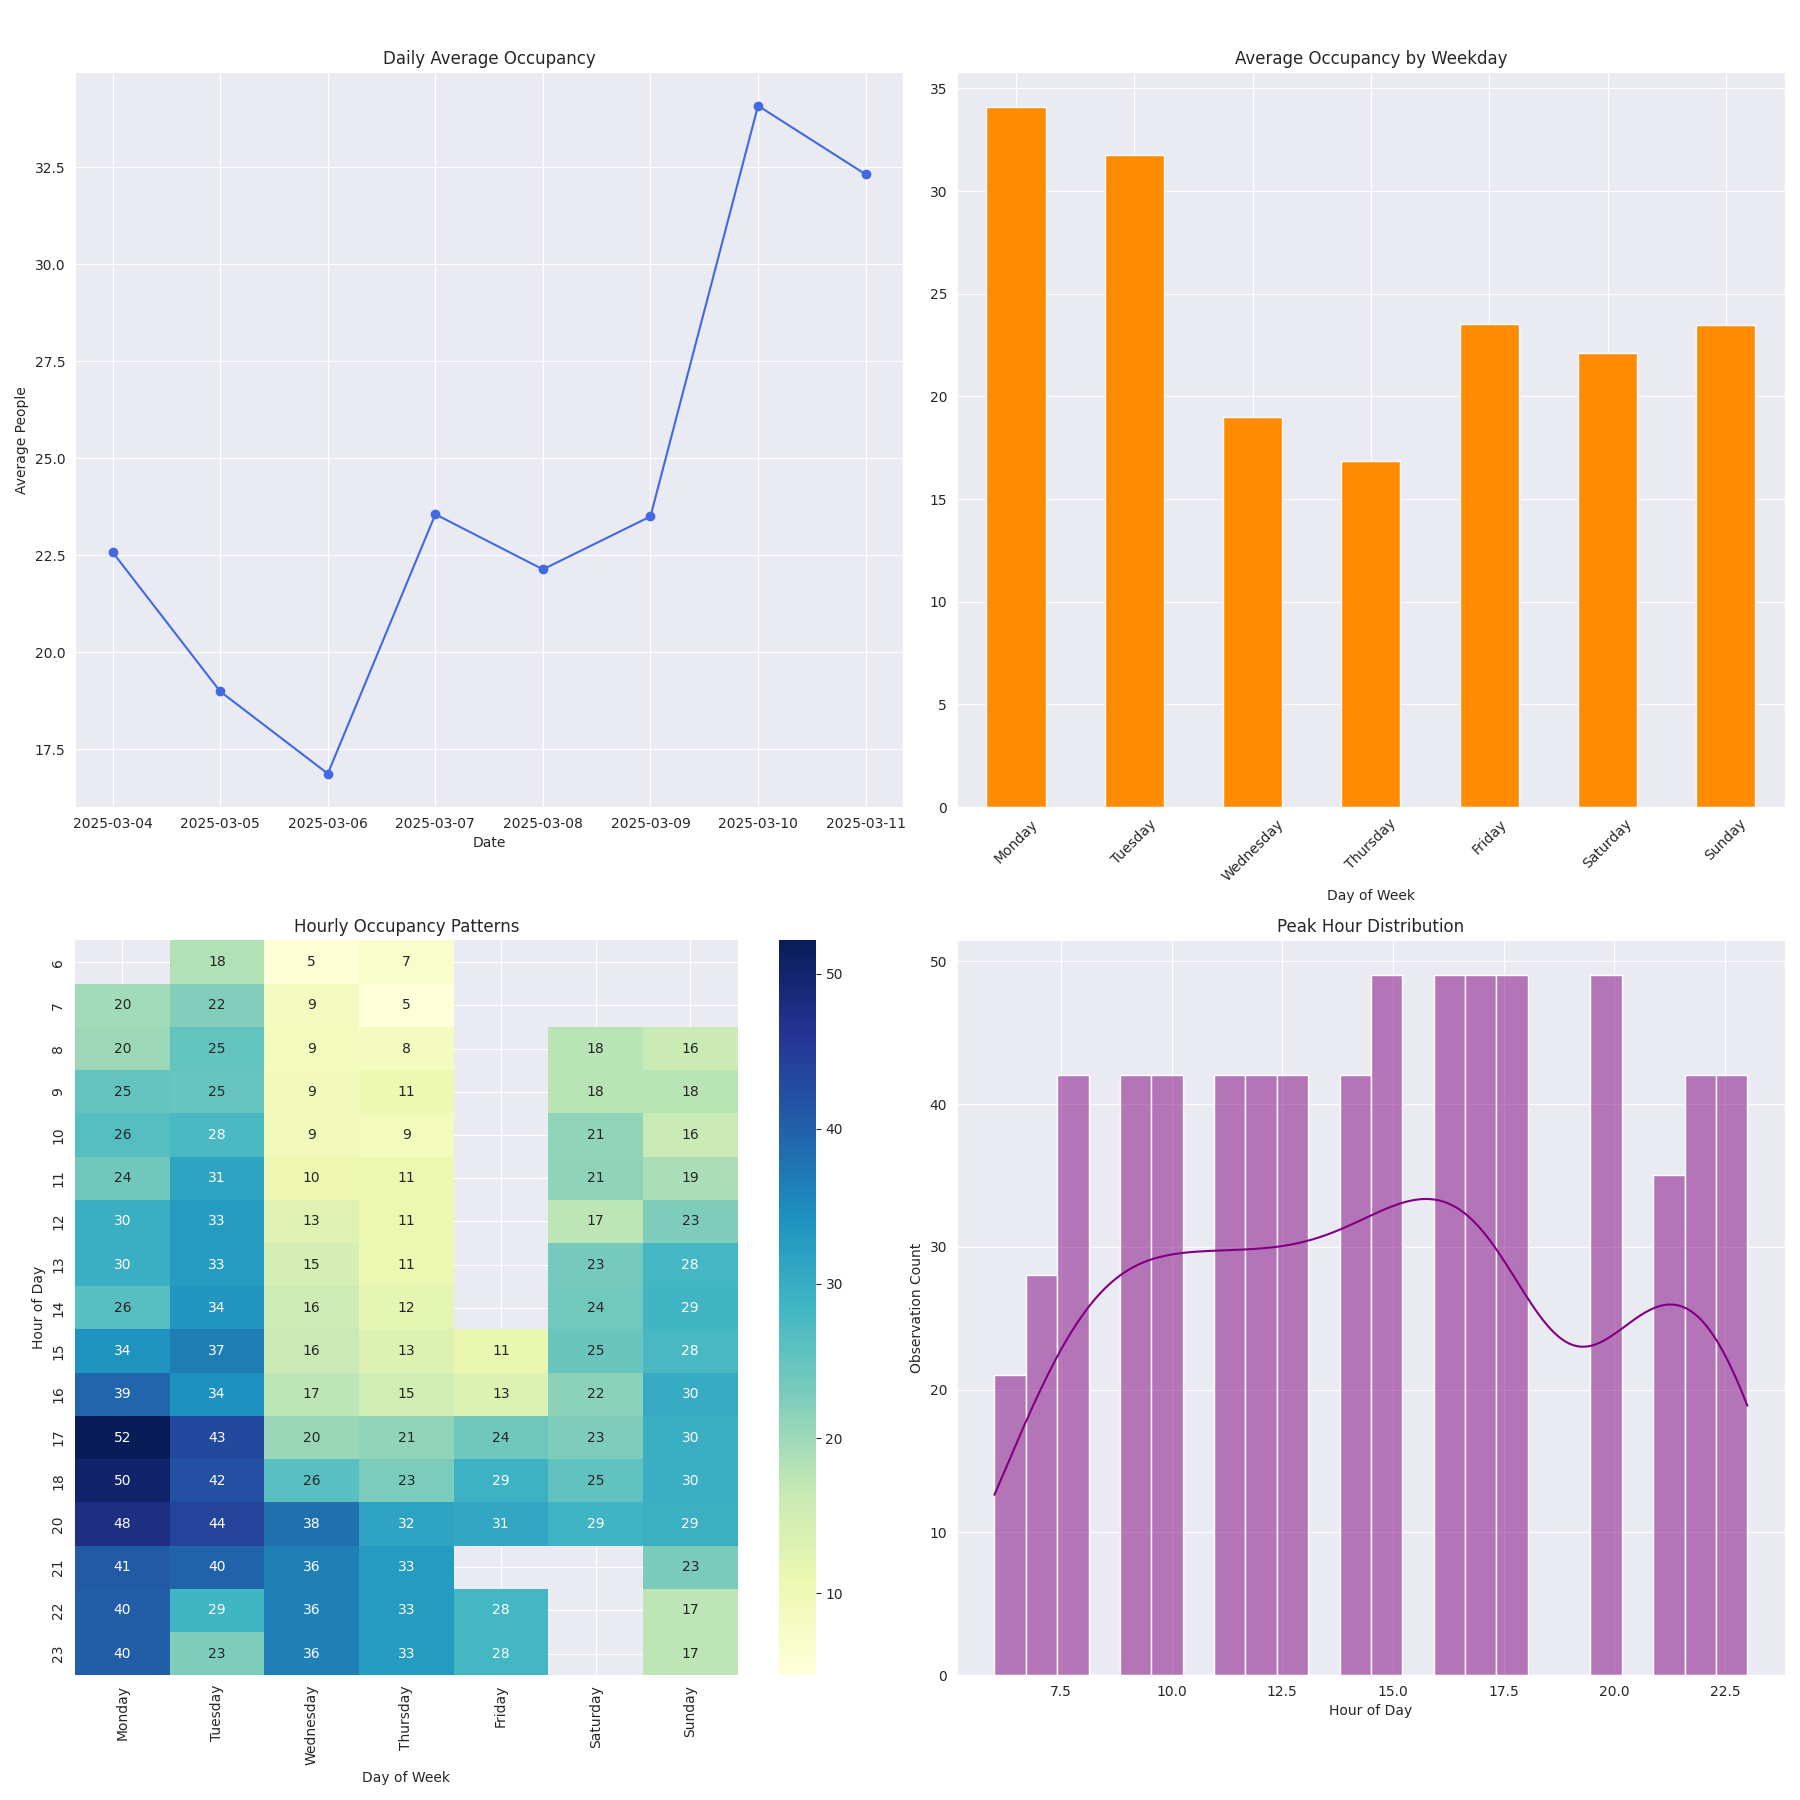 Daily Average Occupancy
Average People
32.5
30.0
27.5
25.0
22.5
20.0
17.5
2025-03-04 2025-03-05 2025-03-06 2025-03-07 2025-03-08 2025-03-09 2025-03-10 2025-03-11
Date
Average Occupancy by Weekday
35
30
25
20
15
10
5
0
Monday Tuesday Wednesday Thursday Friday Saturday Sunday
Day of Week
Hourly Occupancy Patterns
Hour of Day
6 18 5 7
7 20 22 9 5
8 20 25 9 8 18 16
9 25 25 9 11 18 18
10 26 28 9 9 21 16
11 24 31 10 11 21 19
12 30 33 13 11 17 23
13 30 33 15 11 23 28
14 26 34 16 12 24 29
15 34 37 16 13 11 25 28
16 39 34 17 15 13 22 30
17 52 43 20 21 24 23 30
18 50 42 26 23 29 25 30
20 48 44 38 32 31 29 29
21 41 40 36 33 23
22 40 29 36 33 28 17
23 40 23 36 33 28 17
Monday Tuesday Wednesday Thursday Friday Saturday Sunday
Day of Week
50
40
30
20
10
Peak Hour Distribution
Observation Count
50
40
30
20
10
0
7.5 10.0 12.5 15.0 17.5 20.0 22.5
Hour of Day